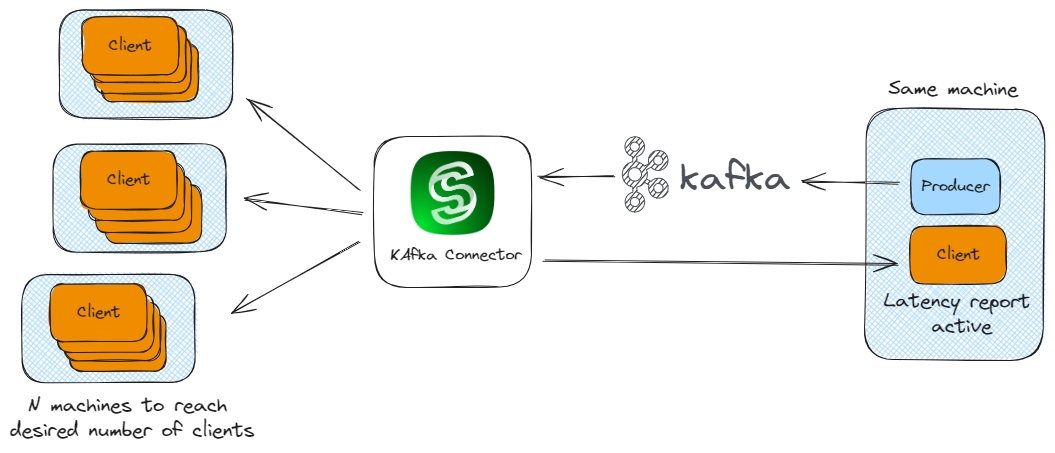 Client
Client
Client
N machines to reach
desired number of clients
KAfka Connector
kafka
Same machine
Producer
Client
Latency report
active